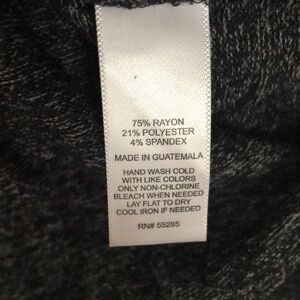 75% RAYON
21% POLYESTER
4% SPANDEX
MADE IN GUATEMALA
HAND WASH COLD
WITH LIKE COLORS
ONLY NON-CHLORINE
BLEACH WHEN NEEDED
LAY FLAT TO DRY
COOL IRON IF NEEDED
RN# 55285